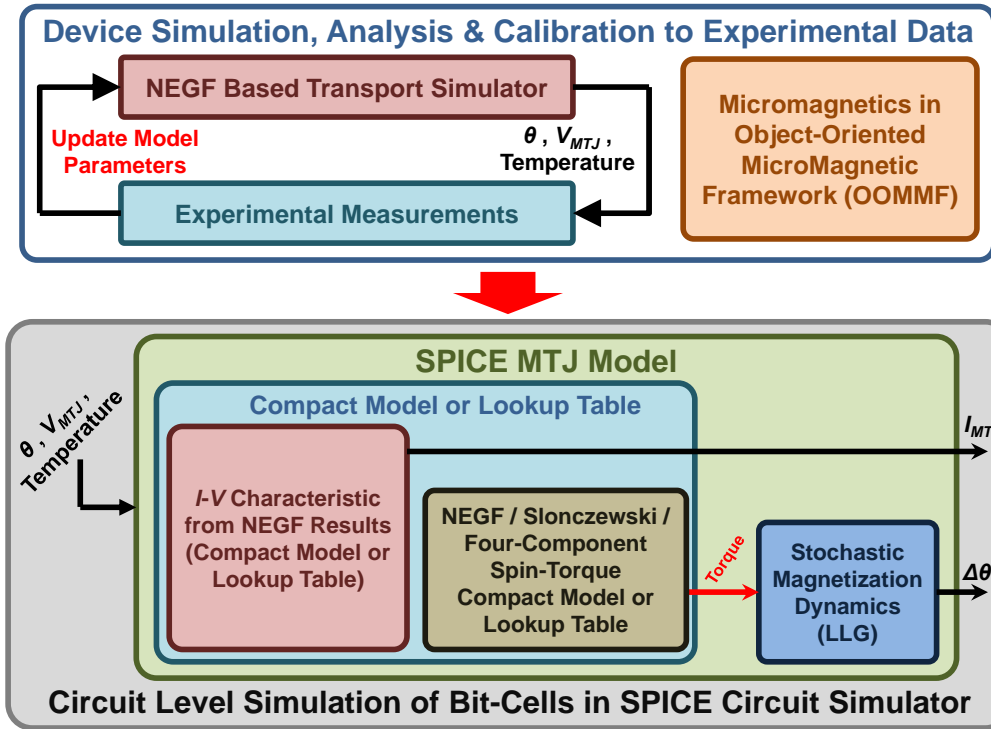 Device Simulation, Analysis & Calibration to Experimental Data
NEGF Based Transport Simulator
Update Model
Parameters
θ , V_MTJ ,
Temperature
Experimental Measurements
Micromagnetics in
Object-Oriented
MicroMagnetic
Framework (OOMMF)
SPICE MTJ Model
Compact Model or Lookup Table
θ , V_MTJ ,
Temperature
I-V Characteristic
from NEGF Results
(Compact Model or
Lookup Table)
NEGF / Slonczewski /
Four-Component
Spin-Torque
Compact Model or
Lookup Table
Torque
Stochastic
Magnetization
Dynamics
(LLG)
I_MT
Δθ
Circuit Level Simulation of Bit-Cells in SPICE Circuit Simulator